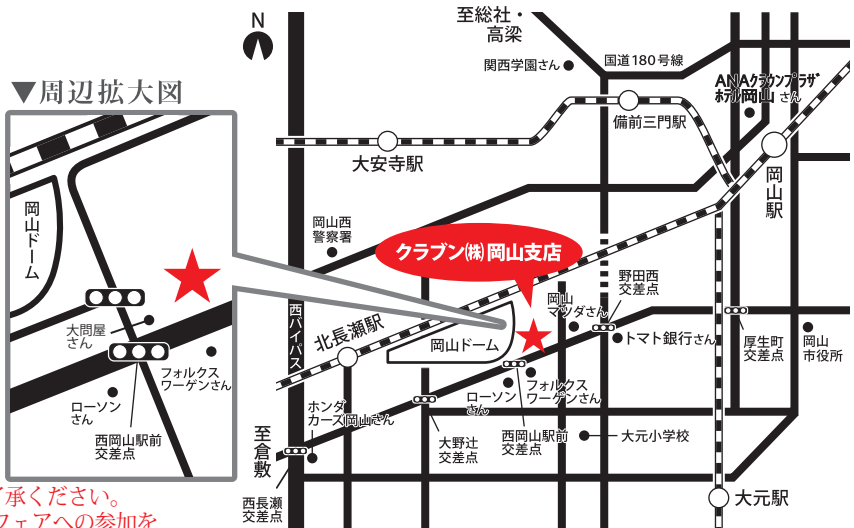 N
至総社・
高梁
国道180号線
関西学園さん
ANAクラウンプラザ
ホテル岡山 さん
▼周辺拡大図
備前三門駅
大安寺駅
岡山駅
岡山ドーム
岡山西
警察署
クラブン㈱岡山支店
野田西
交差点
岡山
マツダさん
西バイパス
北長瀬駅
岡山ドーム
トマト銀行さん
厚生町
交差点
岡山
市役所
大問屋
さん
フォルクス
ワーゲンさん
ローソン
さん
西岡山駅前
交差点
フォルクス
ワーゲンさん
ローソン
さん
ホンダ
カーズ岡山さん
至倉敷
大野辻
交差点
西岡山駅前
交差点
大元小学校
西長瀬
交差点
大元駅
了承ください。
フェアへの参加を